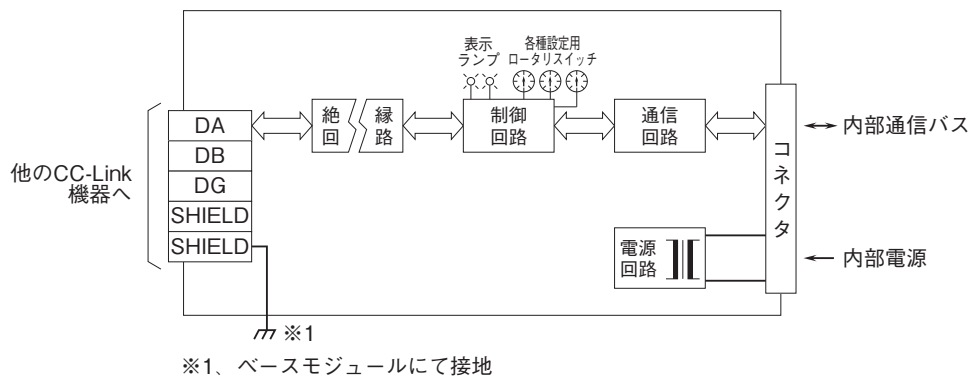 表示
ランプ
各種設定用
ロータリスイッチ
他のCC-Link
機器へ
DA
DB
DG
SHIELD
SHIELD
絶縁
回路
制御
回路
通信
回路
コネクタ
内部通信バス
電源
回路
内部電源
※1
※1、ベースモジュールにて接地